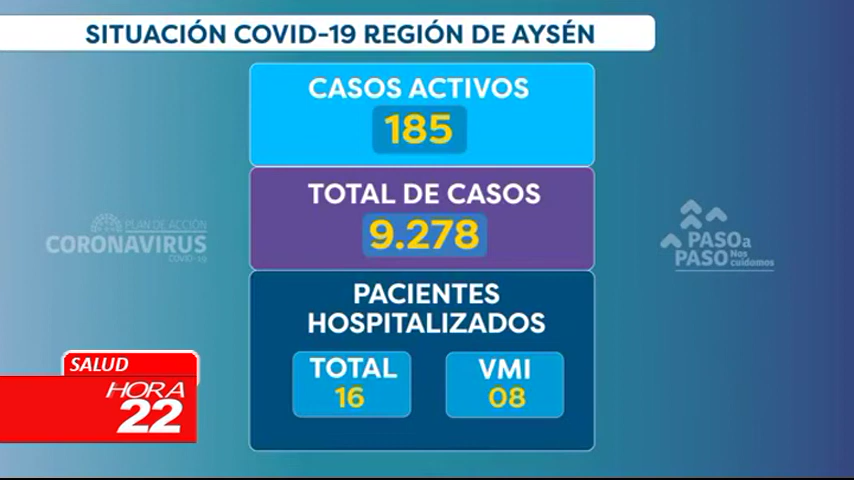 SITUACIÓN COVID-19 REGIÓN DE AYSÉN
CASOS ACTIVOS
185
TOTAL DE CASOS
9.278
PLAN DE ACCIÓN
CORONAVIRUS
COVID-19
PASO a
PASO Nos
cuidamos
PACIENTES
HOSPITALIZADOS
TOTAL
16
VMI
08
SALUD
HORA
22